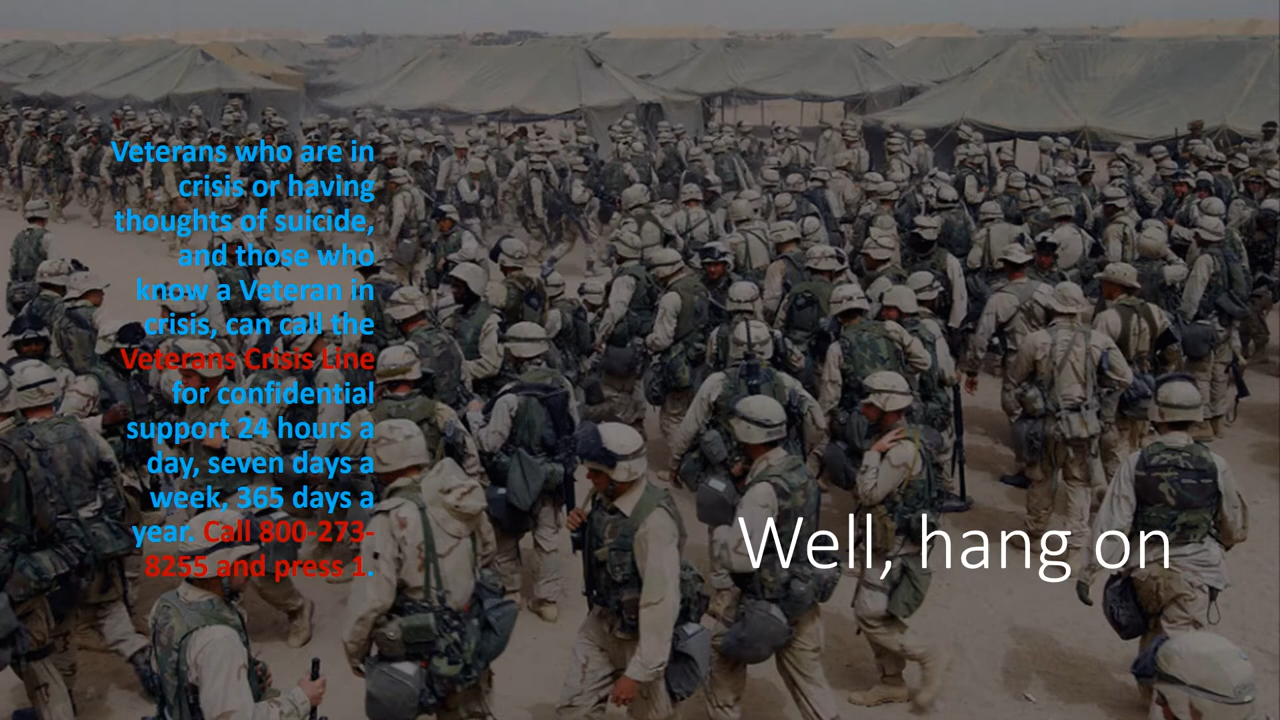 Veterans who are in
crisis or having
thoughts of suicide,
and those who
know a Veteran in
crisis, can call the
Veterans Crisis Line
for confidential
support 24 hours a
day, seven days a
week, 365 days a
year. Call 800-273-
8255 and press 1.
Well, hang on